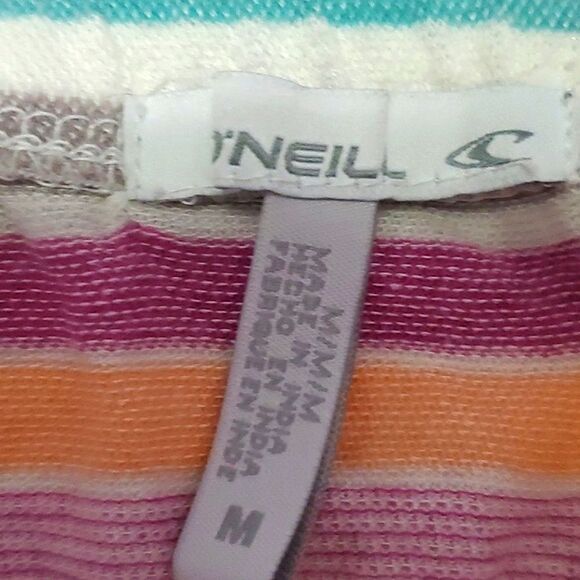 O'NEILL
M/M/M
MADE IN INDIA
HECHO EN INDIA
FABRIQUE EN INDE
M